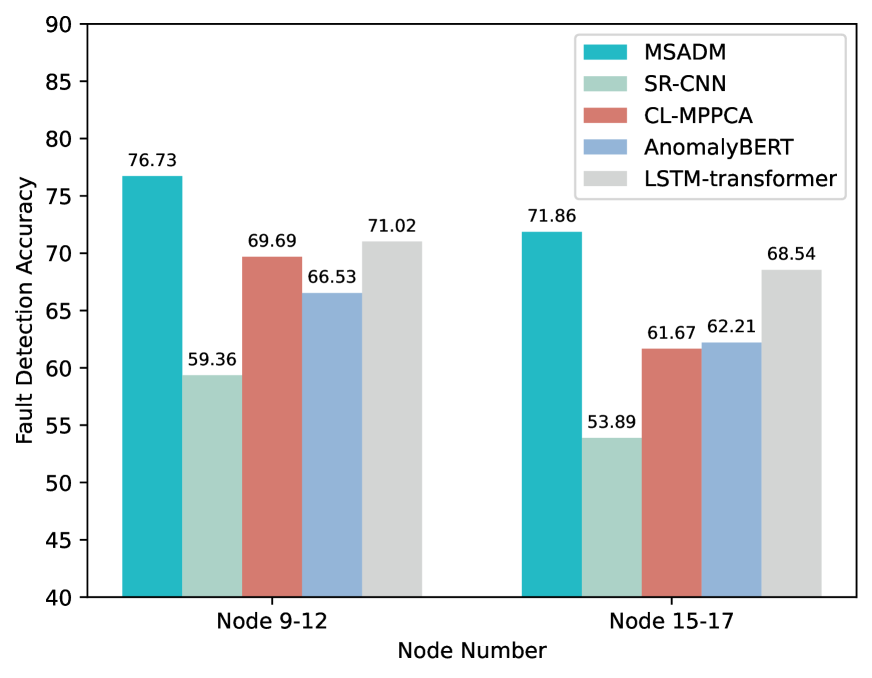 90
85
80
75
70
65
60
55
50
45
40
Fault Detection Accuracy
MSADM
SR-CNN
CL-MPPCA
AnomalyBERT
LSTM-transformer
76.73
59.36
69.69
66.53
71.02
71.86
53.89
61.67
62.21
68.54
Node 9-12
Node 15-17
Node Number